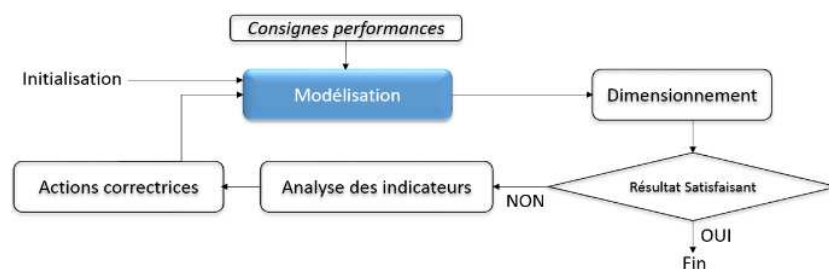 Consignes performances
Initialisation
Modélisation
Dimensionnement
Actions correctrices
Analyse des indicateurs
NON
Résultat Satisfaisant
OUI
Fin